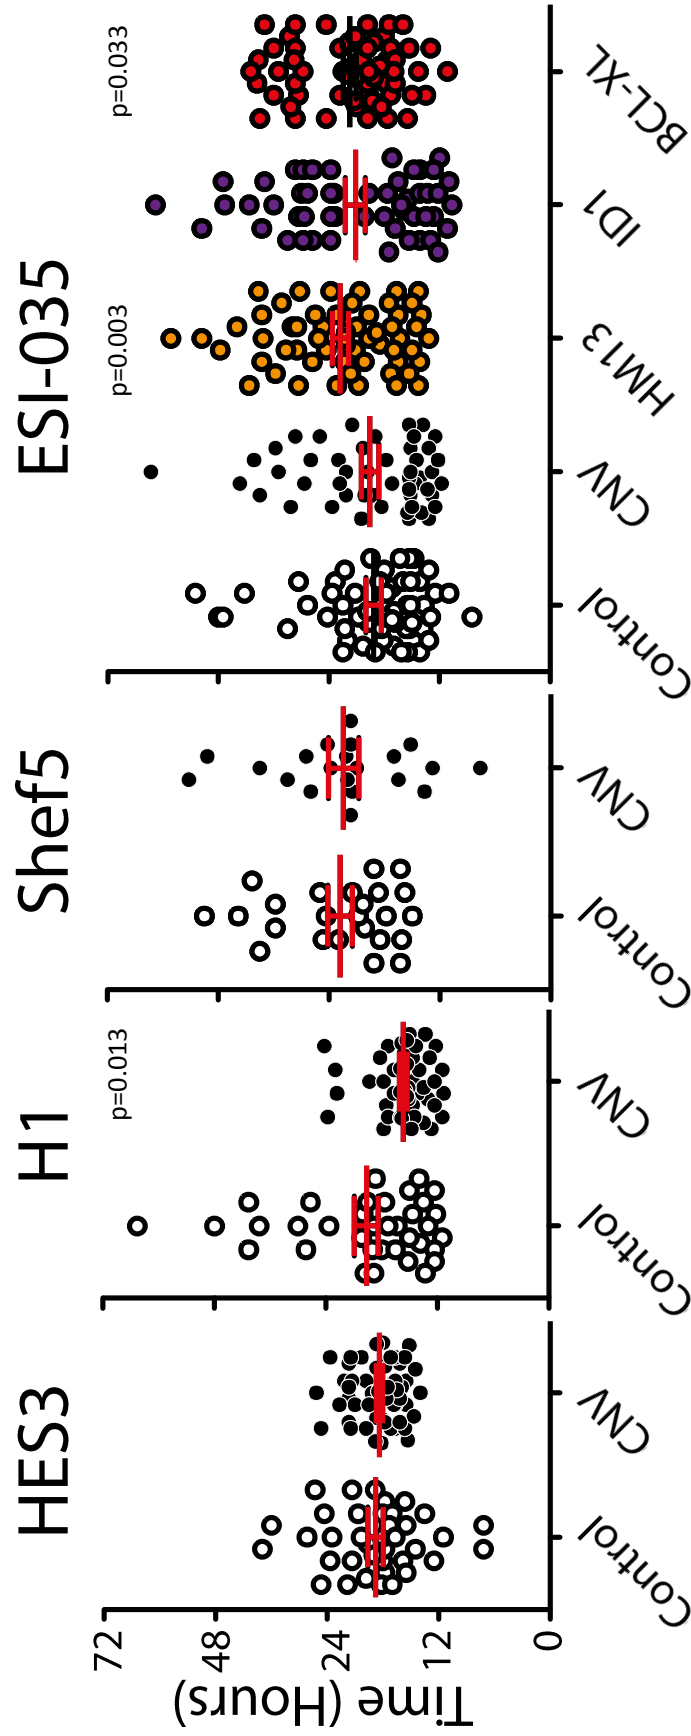 HES3
H1
Shef5
ESI-035
p=0.013
p=0.003
p=0.033
Time (Hours)
72
48
24
12
0
Control
CNV
Control
CNV
Control
CNV
Control
CNV
HM13
ID1
BCL-XL